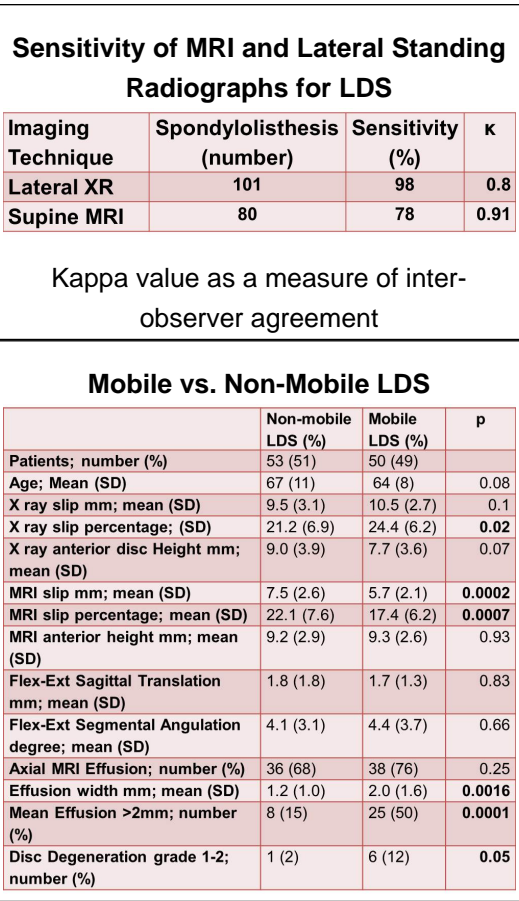 Sensitivity of MRI and Lateral Standing
Radiographs for LDS
Imaging Technique Spondylolisthesis (number) Sensitivity (%) κ
Lateral XR 101 98 0.8
Supine MRI 80 78 0.91
Kappa value as a measure of inter-
observer agreement
Mobile vs. Non-Mobile LDS
Non-mobile LDS (%) Mobile LDS (%) p
Patients; number (%) 53 (51) 50 (49)
Age; Mean (SD) 67 (11) 64 (8) 0.08
X ray slip mm; mean (SD) 9.5 (3.1) 10.5 (2.7) 0.1
X ray slip percentage; (SD) 21.2 (6.9) 24.4 (6.2) 0.02
X ray anterior disc Height mm; mean (SD) 9.0 (3.9) 7.7 (3.6) 0.07
MRI slip mm; mean (SD) 7.5 (2.6) 5.7 (2.1) 0.0002
MRI slip percentage; mean (SD) 22.1 (7.6) 17.4 (6.2) 0.0007
MRI anterior height mm; mean (SD) 9.2 (2.9) 9.3 (2.6) 0.93
Flex-Ext Sagittal Translation mm; mean (SD) 1.8 (1.8) 1.7 (1.3) 0.83
Flex-Ext Segmental Angulation degree; mean (SD) 4.1 (3.1) 4.4 (3.7) 0.66
Axial MRI Effusion; number (%) 36 (68) 38 (76) 0.25
Effusion width mm; mean (SD) 1.2 (1.0) 2.0 (1.6) 0.0016
Mean Effusion >2mm; number (%) 8 (15) 25 (50) 0.0001
Disc Degeneration grade 1-2; number (%) 1 (2) 6 (12) 0.05